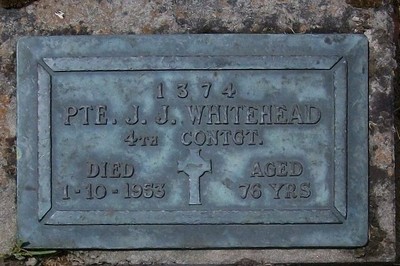 1374
PTE. J. J. WHITEHEAD
4TH CONTGT.
DIED AGED
1-10-1953 76 YRS